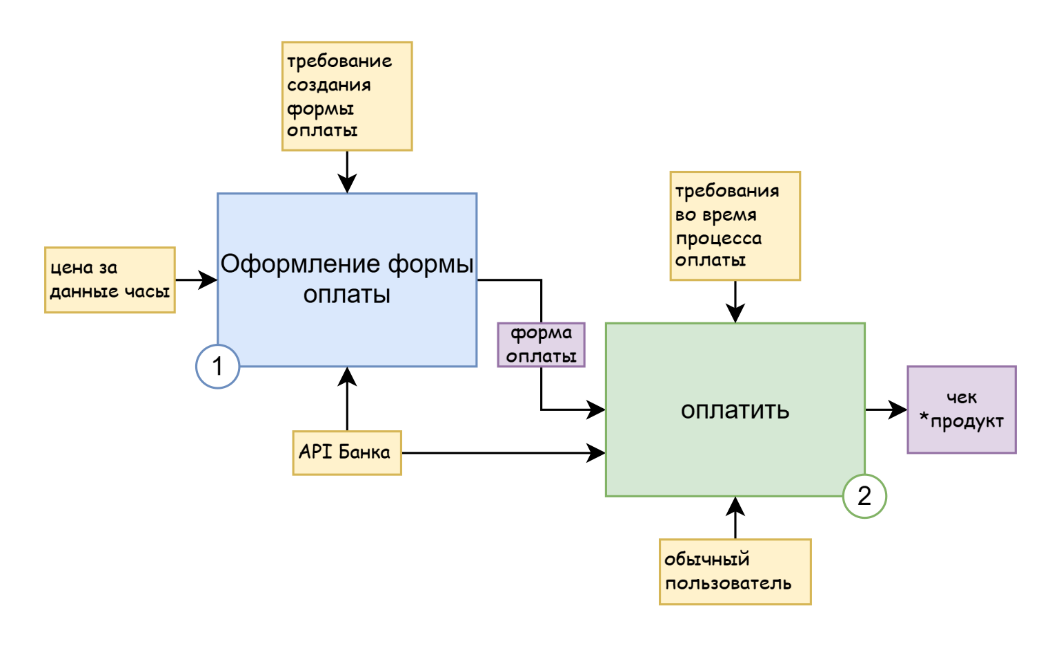 требование
создания
формы
оплаты
требования
во время
процесса
оплаты
цена за
данные часы
Оформление формы
оплаты
1
форма
оплаты
оплатить
чек
*продукт
API Банка
2
обычный
пользователь